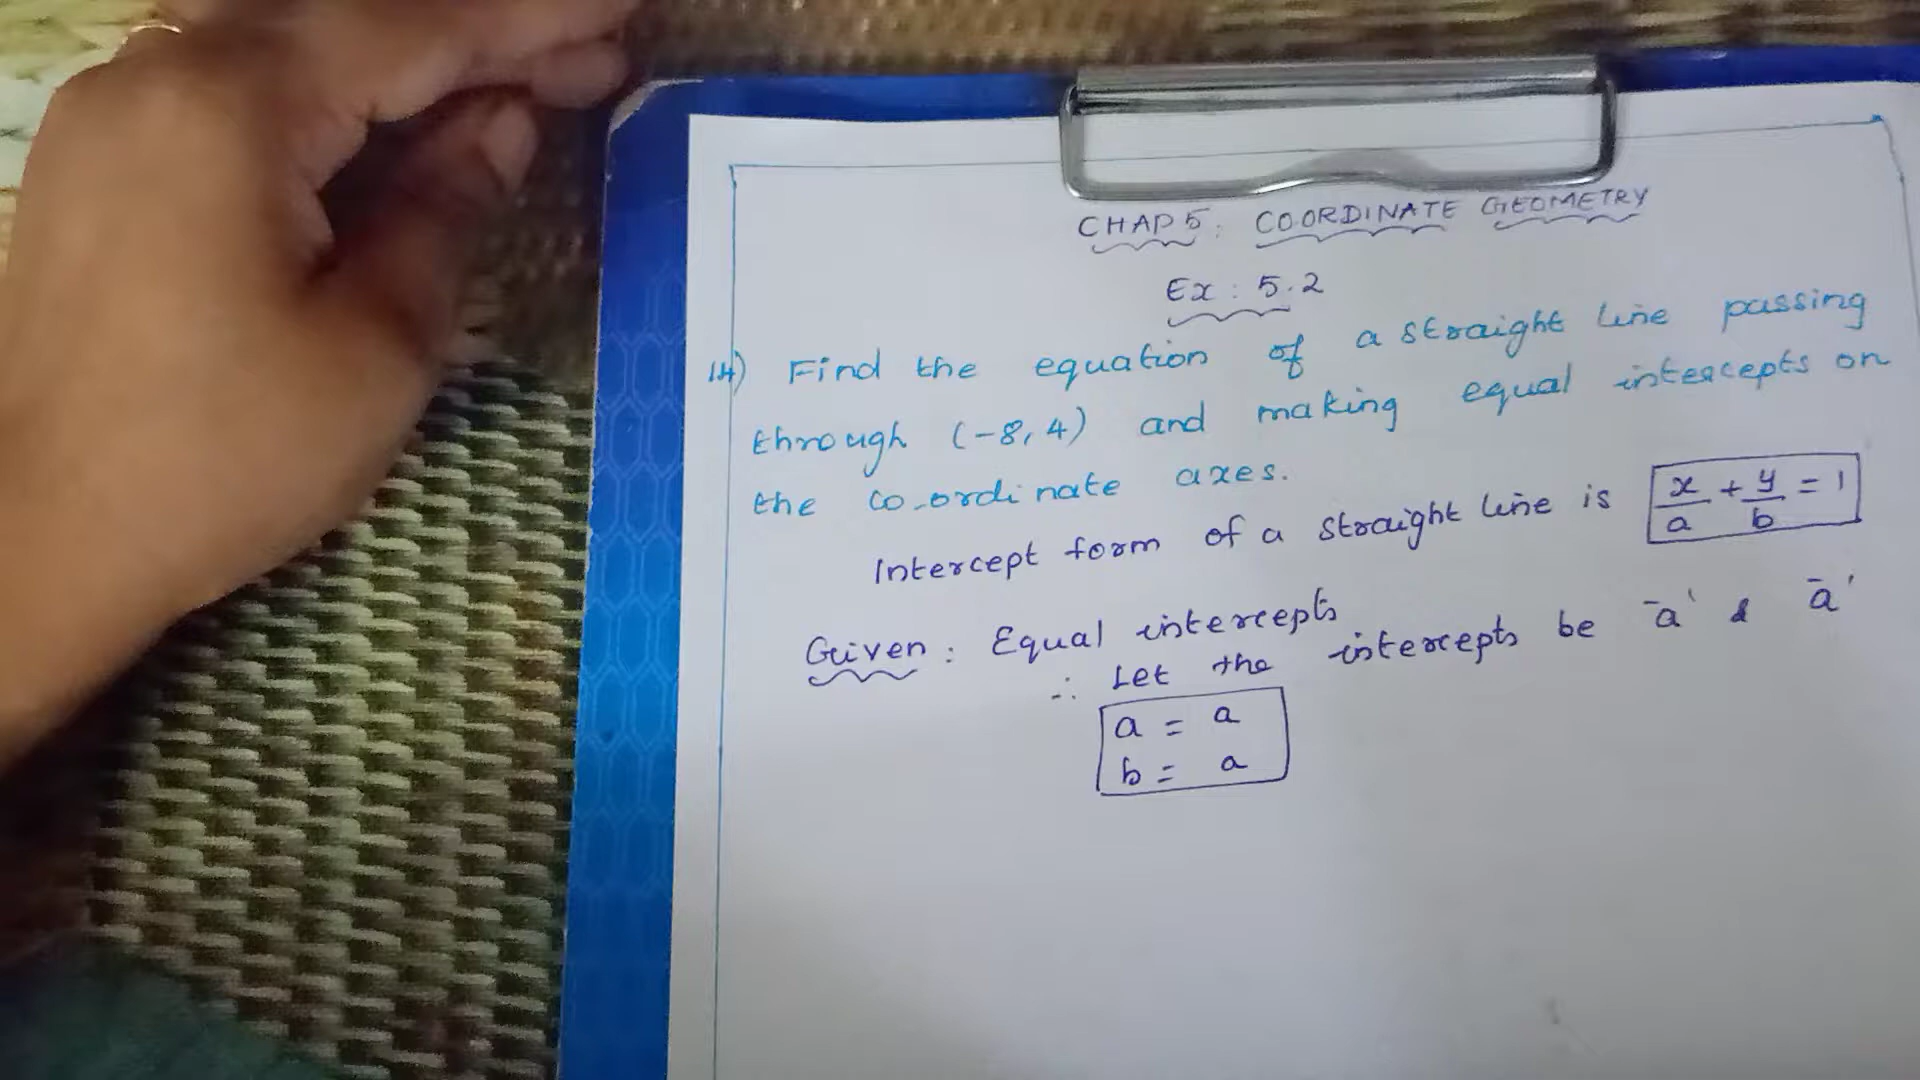 CHAP 5: COORDINATE GEOMETRY
Ex: 5.2
14) Find the equation of a straight line passing
through (-8, 4) and making equal intercepts on
the co-ordinate axes.
Intercept form of a straight line is x/a + y/b = 1
Given: Equal intercepts
∴ Let the intercepts be 'a' & 'a'
a = a
b = a